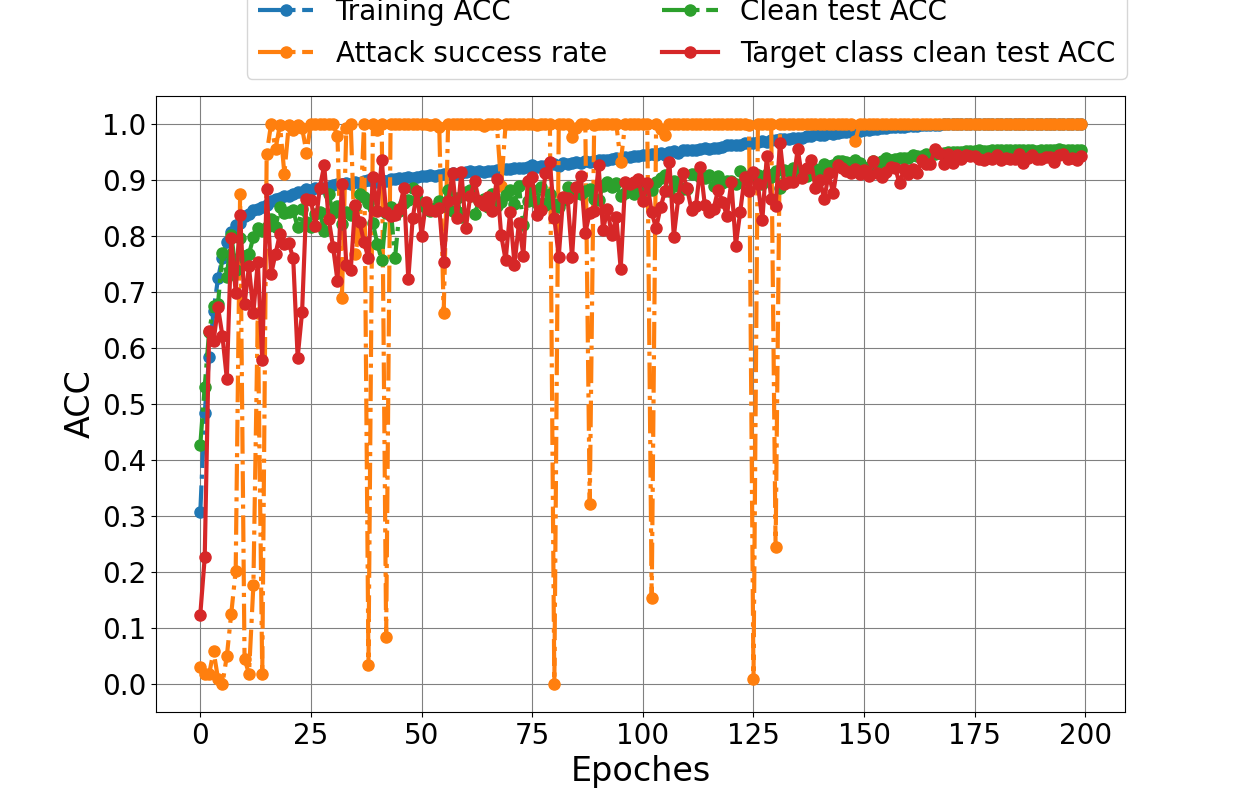 Training ACC
Clean test ACC
Attack success rate
Target class clean test ACC
1.0
0.9
0.8
0.7
0.6
0.5
0.4
0.3
0.2
0.1
0.0
ACC
0 25 50 75 100 125 150 175 200
Epoches